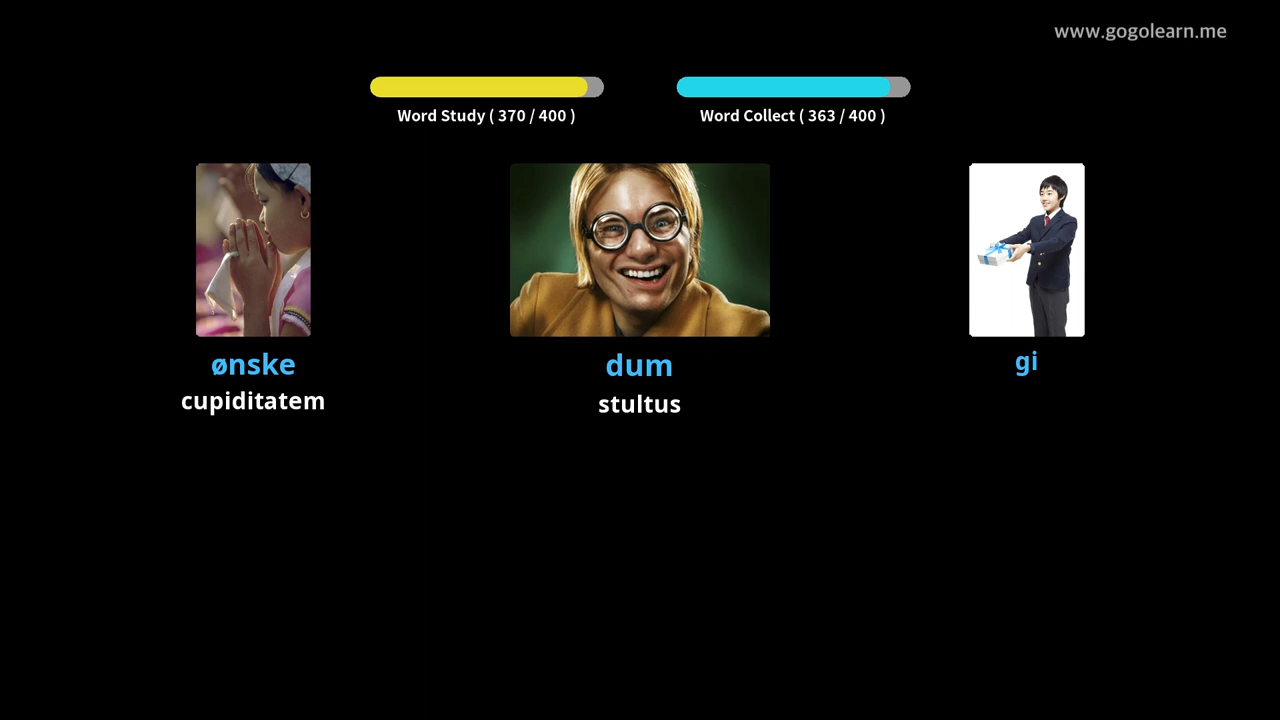 www.gogolearn.me
Word Study ( 370 / 400 )
Word Collect ( 363 / 400 )
ønske
cupiditatem
dum
stultus
gi